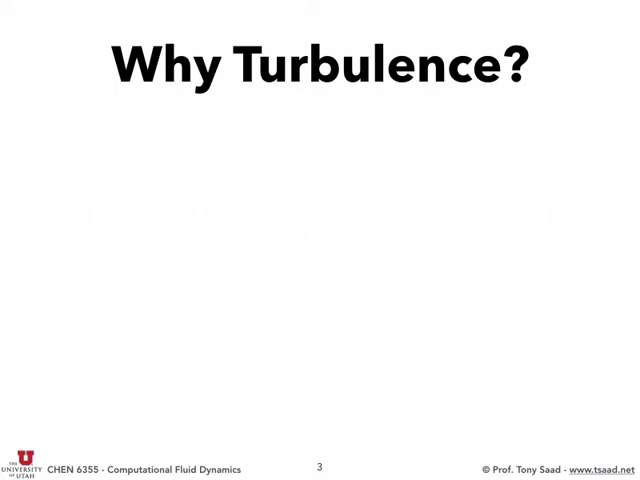 Why Turbulence?
THE
UNIVERSITY
OF UTAH
CHEN 6355 - Computational Fluid Dynamics
3
© Prof. Tony Saad - www.tsaad.net